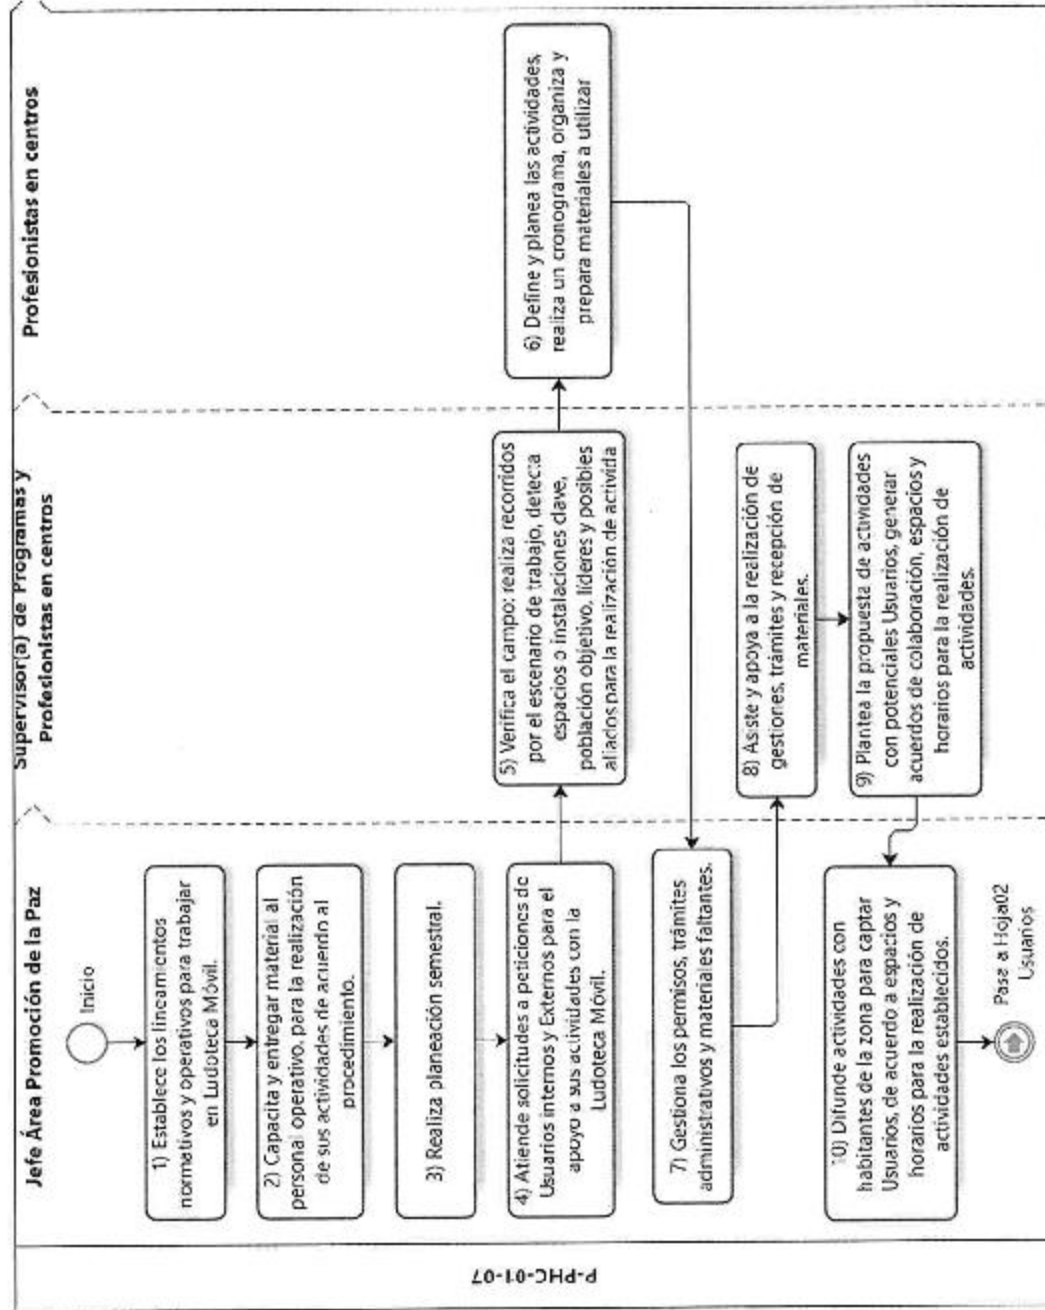 P-PHC-01-07
Jefe Área Promoción de la Paz
Inicio
1) Establece los lineamientos
normativos y operativos para trabajar
en Ludoteca Móvil.
2) Capacita y entregar material al
personal operativo, para la realización
de sus actividades de acuerdo al
procedimiento.
3) Realiza planeación semestral.
4) Atiende solicitudes a peticiones de
Usuarios internos y Externos para el
apoyo a sus actividades con la
Ludoteca Móvil.
Supervisor(a) de Programas y
Profesionistas en centros
5) Verifica el campo: realiza recorridos
por el escenario de trabajo, detecta
espacios o instalaciones clave,
población objetivo, líderes y posibles
aliados para la realización de activida
Profesionistas en centros
6) Define y planea las actividades,
realiza un cronograma, organiza y
prepara materiales a utilizar
7) Gestiona los permisos, trámites
administrativos y materiales faltantes.
8) Asiste y apoya a la realización de
gestiones, trámites y recepción de
materiales.
9) Plantea la propuesta de actividades
con potenciales Usuarios, generar
acuerdos de colaboración, espacios y
horarios para la realización de
actividades.
10) Difunde actividades con
habitantes de la zona para captar
Usuarios, de acuerdo a espacios y
horarios para la realización de
actividades establecidos.
Pase a Hoja02
Usuarios